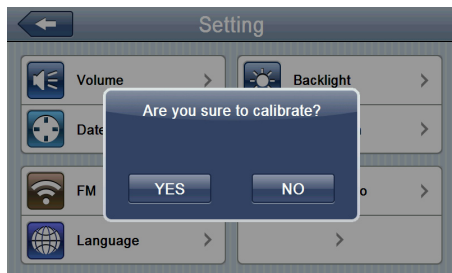 Setting
Volume
Backlight
Are you sure to calibrate?
Date
YES
NO
FM
o
Language